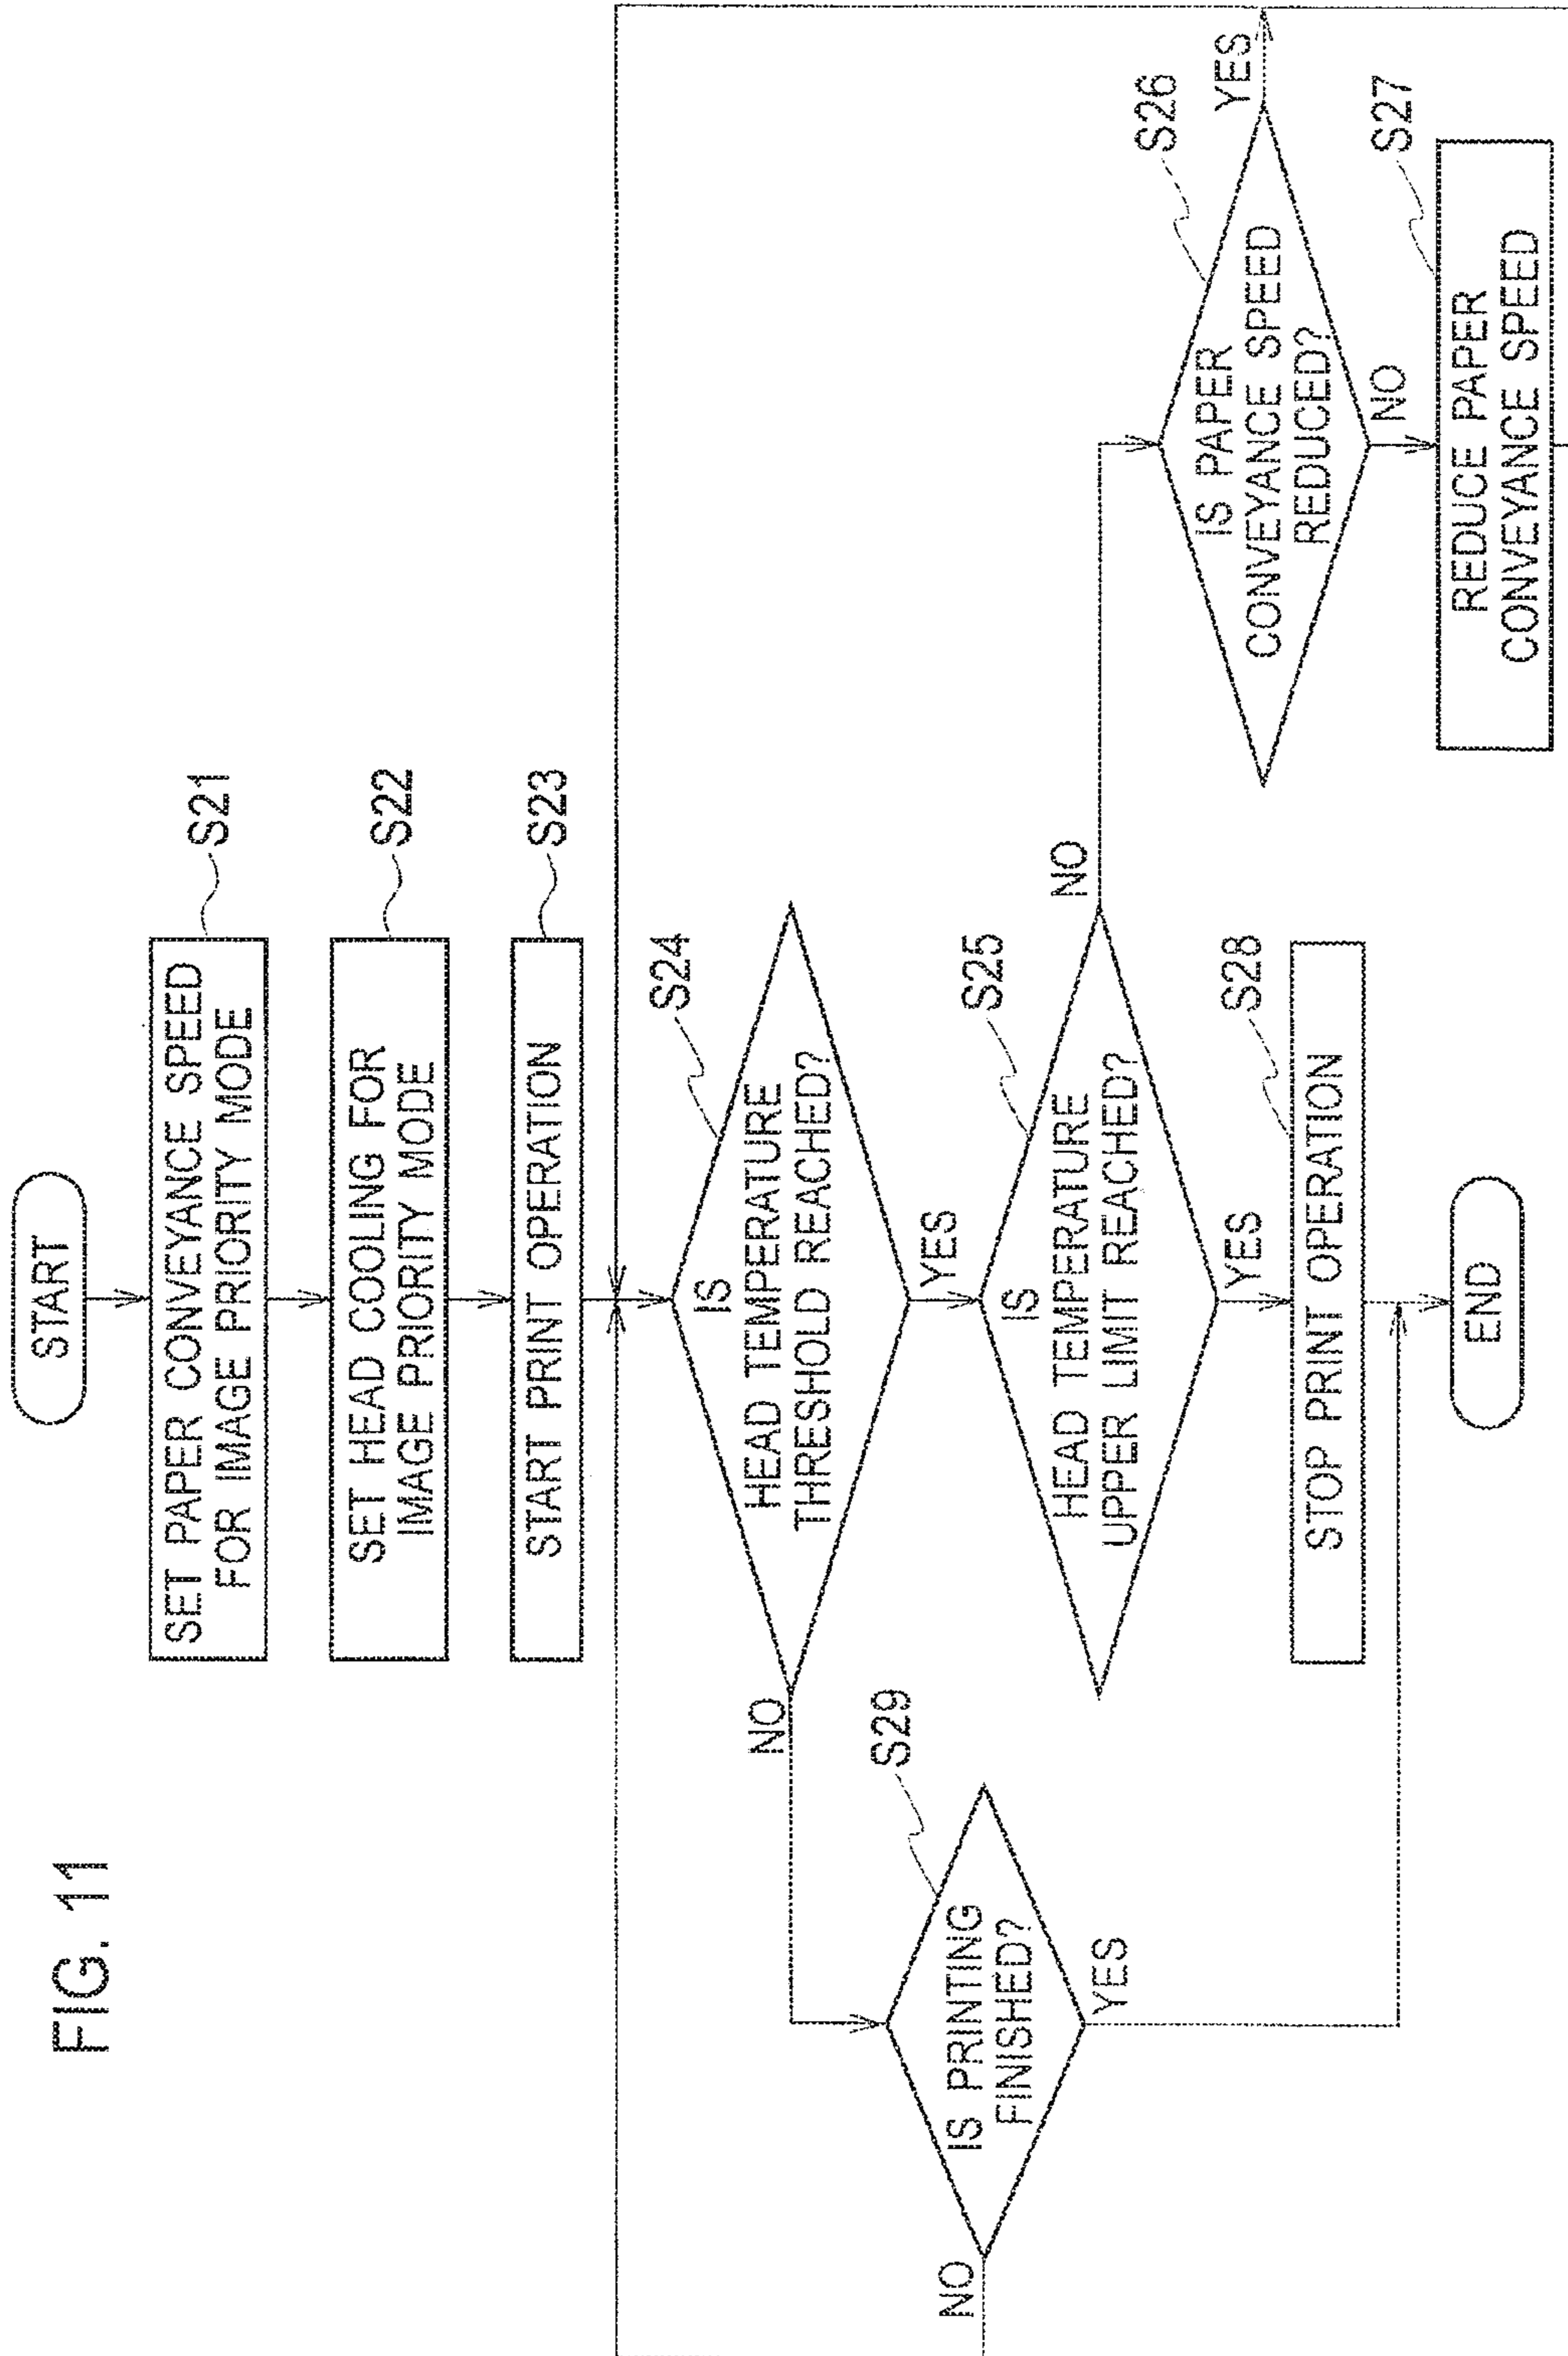 FIG. 11
START
SET PAPER CONVEYANCE SPEED
FOR IMAGE PRIORITY MODE
S21
SET HEAD COOLING FOR
IMAGE PRIORITY MODE
S22
START PRINT OPERATION
S23
IS
HEAD TEMPERATURE
THRESHOLD REACHED?
S24
NO
YES
IS PRINTING
FINISHED?
S29
NO
YES
IS
HEAD TEMPERATURE
UPPER LIMIT REACHED?
S25
NO
YES
IS PAPER
CONVEYANCE SPEED
REDUCED?
S26
YES
NO
REDUCE PAPER
CONVEYANCE SPEED
S27
STOP PRINT OPERATION
S28
END